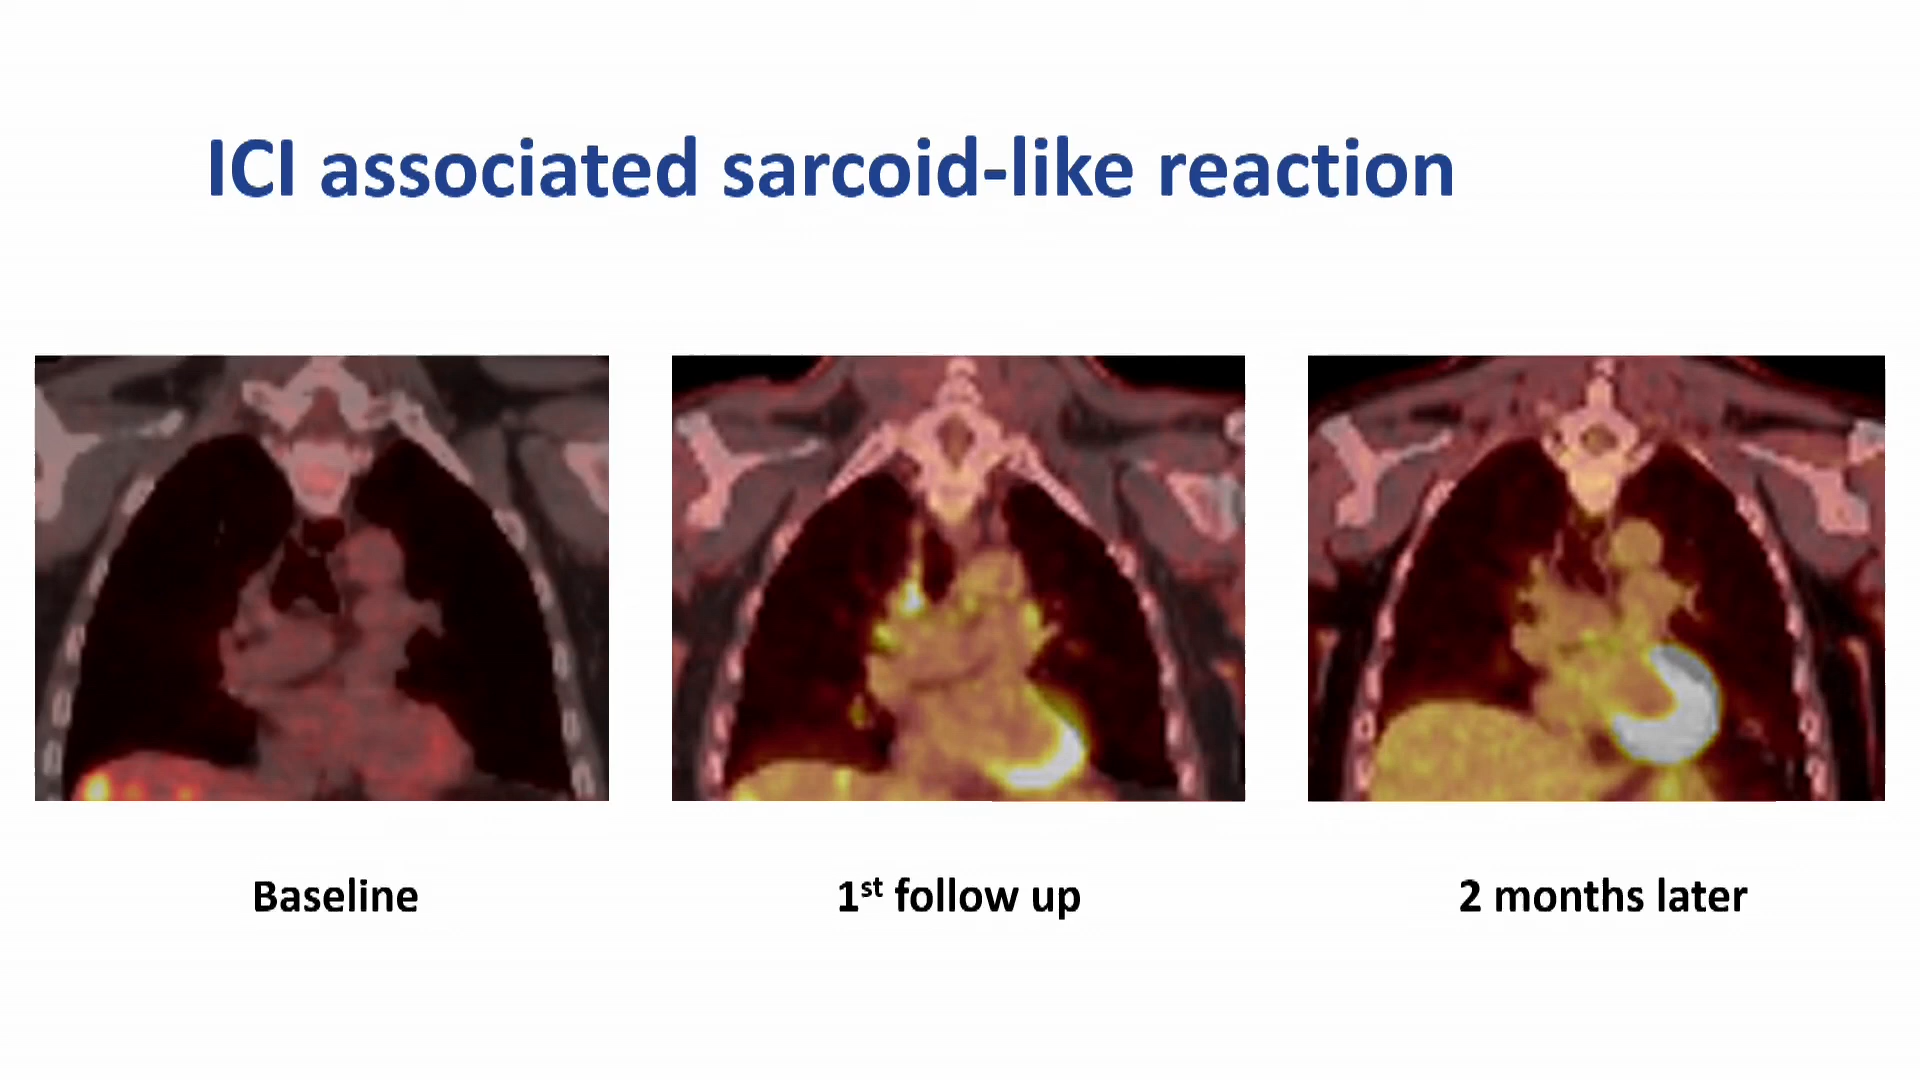 ICI associated sarcoid-like reaction
Baseline
1st follow up
2 months later